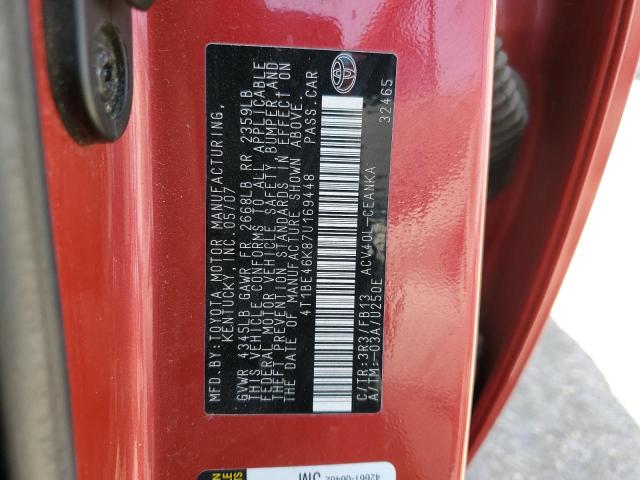 MFD.BY:TOYOTA MOTOR MANUFACTURING,
KENTUCKY, INC. 05/07
GVWR 4345LB GAWR FR 2668LB RR 2359LB
THIS VEHICLE CONFORMS TO ALL APPLICABLE
FEDERAL MOTOR VEHICLE SAFETY, BUMPER, AND
THEFT PREVENTION STANDARDS IN EFFECT ON
THE DATE OF MANUFACTURE SHOWN ABOVE.
4T1BE46K87U169448 PASS.CAR
C/TR:3R3/FB13 ACV40L-CEANKA
A/TM:-03A/U250E 32465